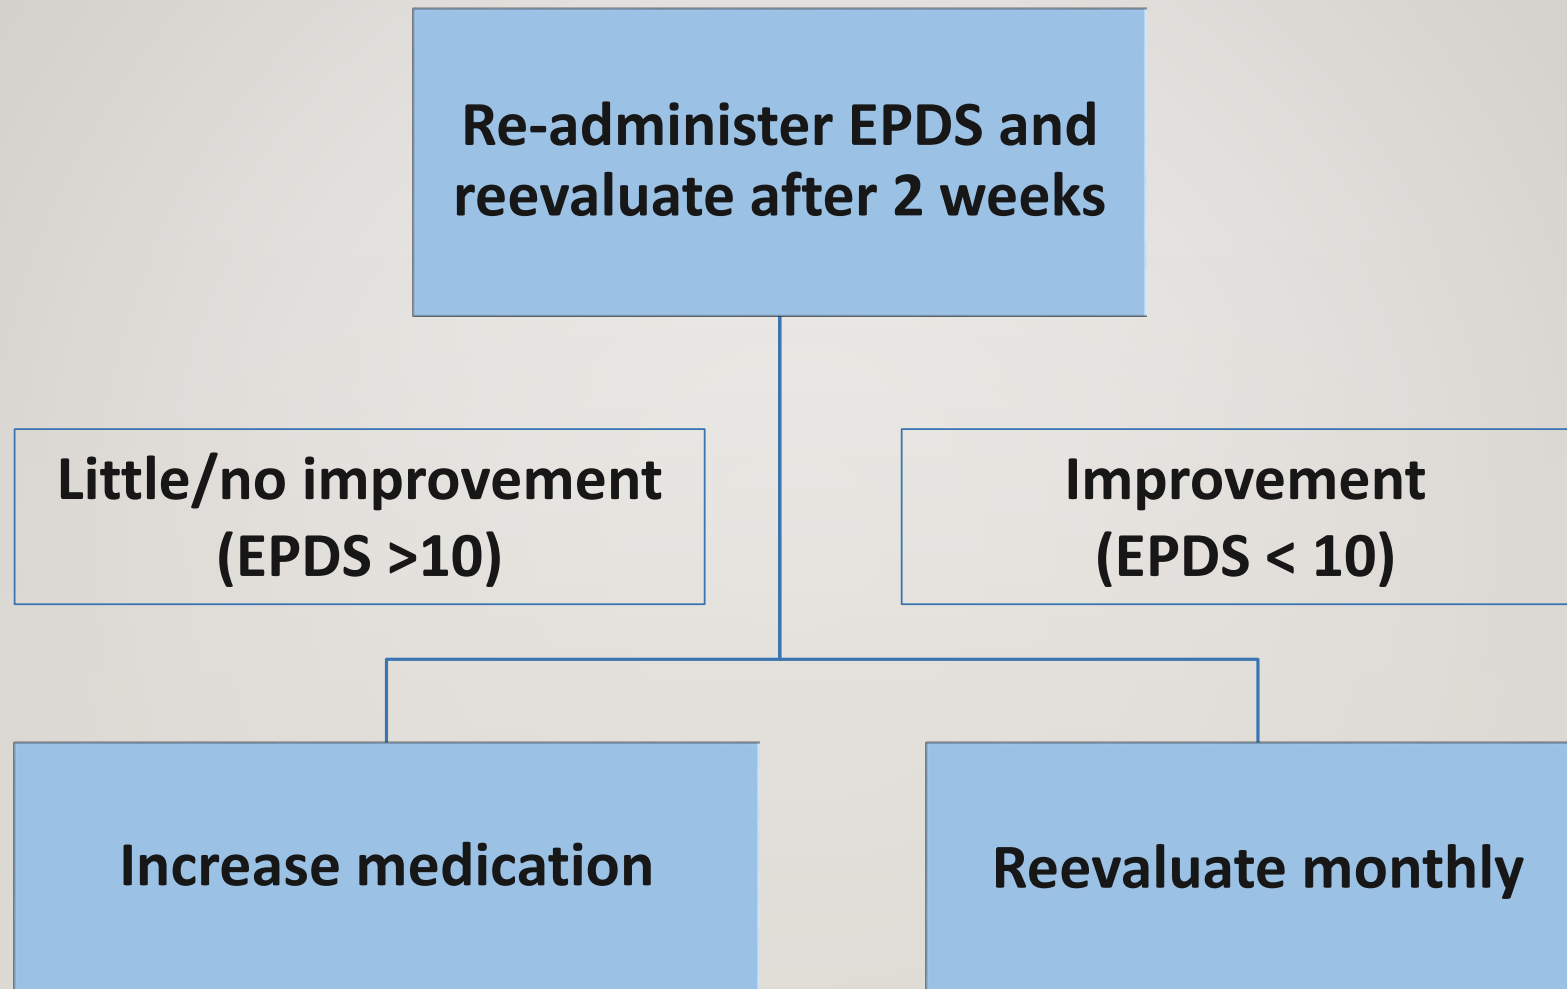 Re-administer EPDS and
reevaluate after 2 weeks
Little/no improvement
(EPDS >10)
Improvement
(EPDS < 10)
Increase medication
Reevaluate monthly